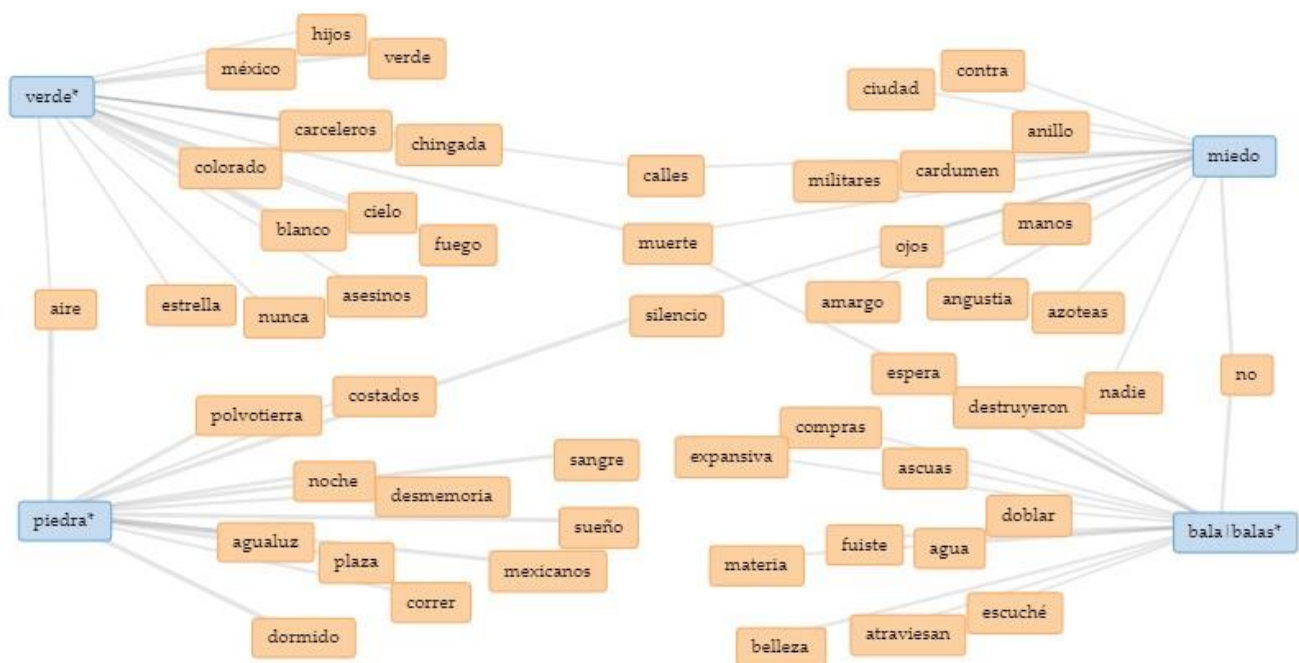 hijos
méxico
verde
verde*
carceleros
chingada
colorado
cielo
blanco
fuego
aire
estrella
nunca
asesinos
contra
ciudad
anillo
miedo
calles
militares
cardumen
manos
muerte
ojos
silencio
amargo
angustia
azoteas
espera
destruyeron
nadie
no
costados
polvotierra
noche
sangre
desmemoria
piedra*
agualuz
sueño
plaza
mexicanos
correr
dormido
compras
expansiva
ascuas
doblar
bala|balas*
materia
fuiste
agua
escuché
atraviesan
belleza